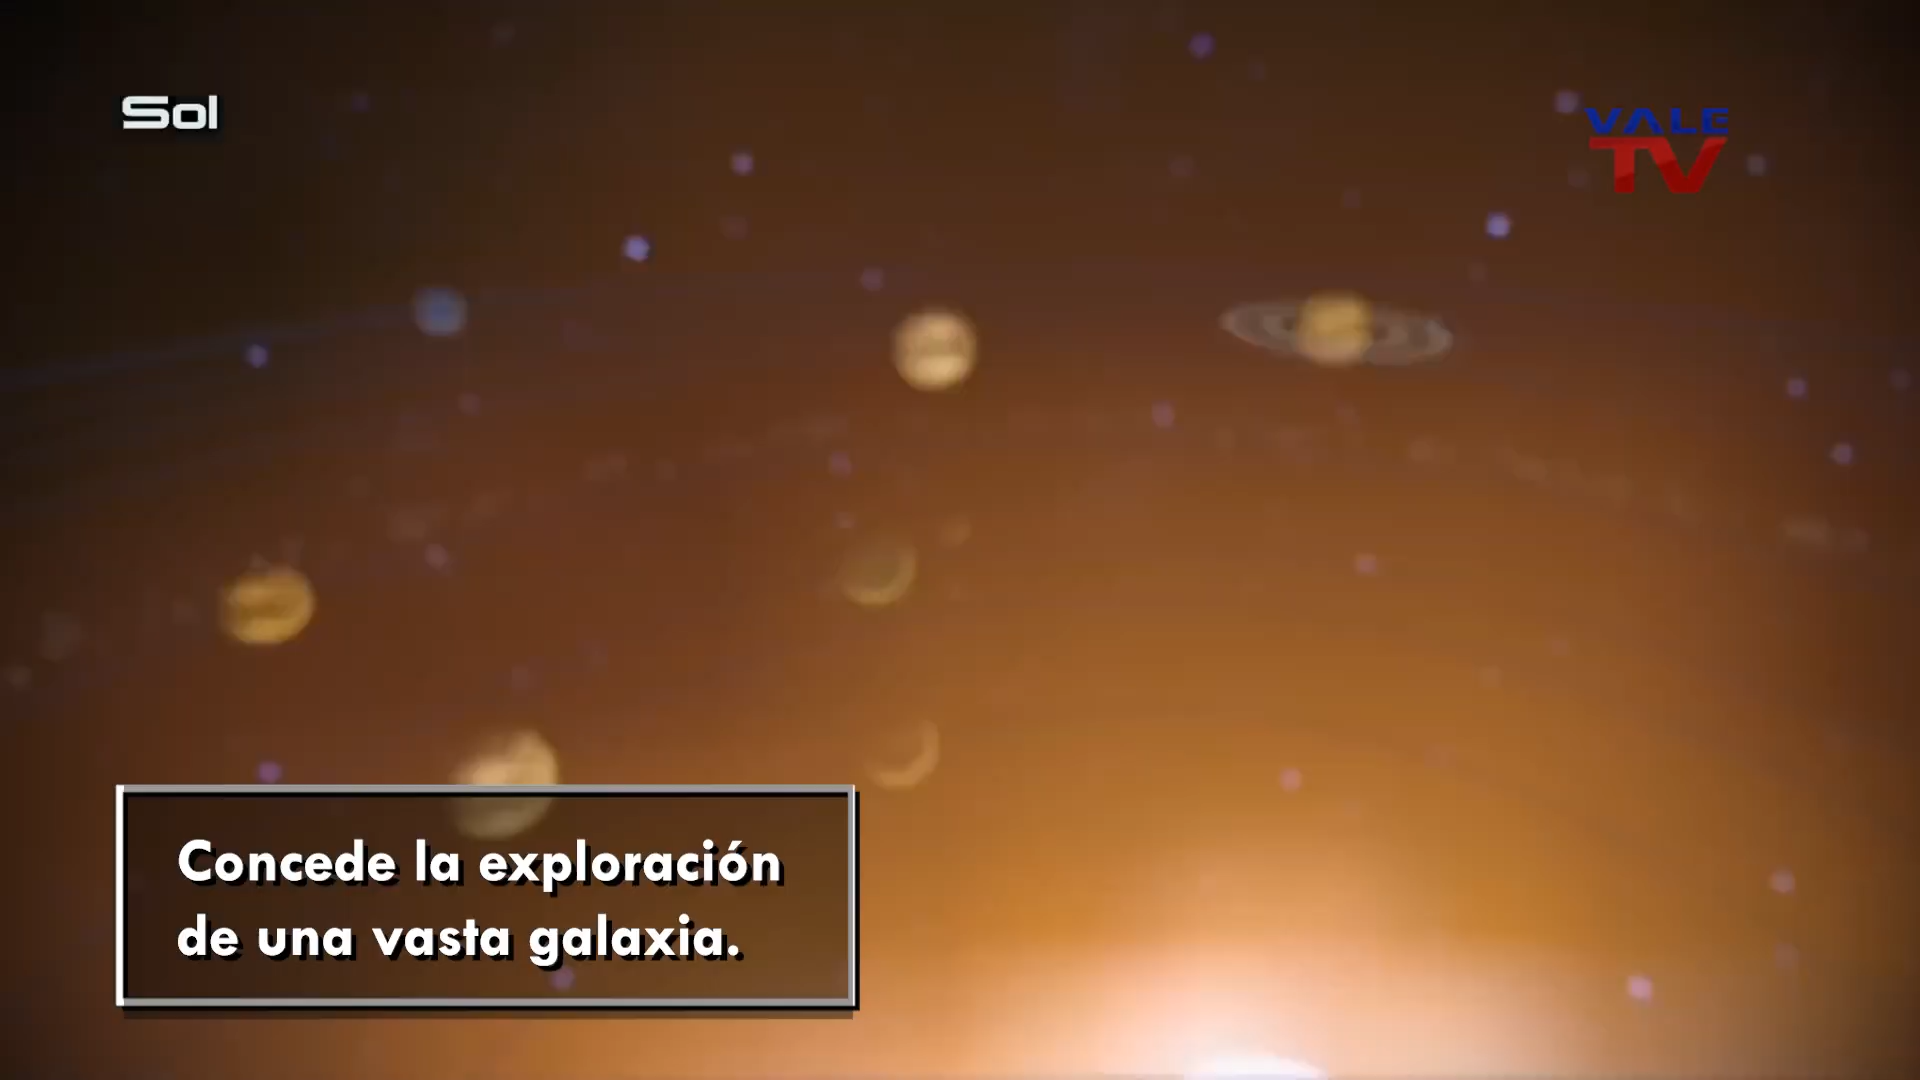 Sol
VALE
TV
Concede la exploración
de una vasta galaxia.